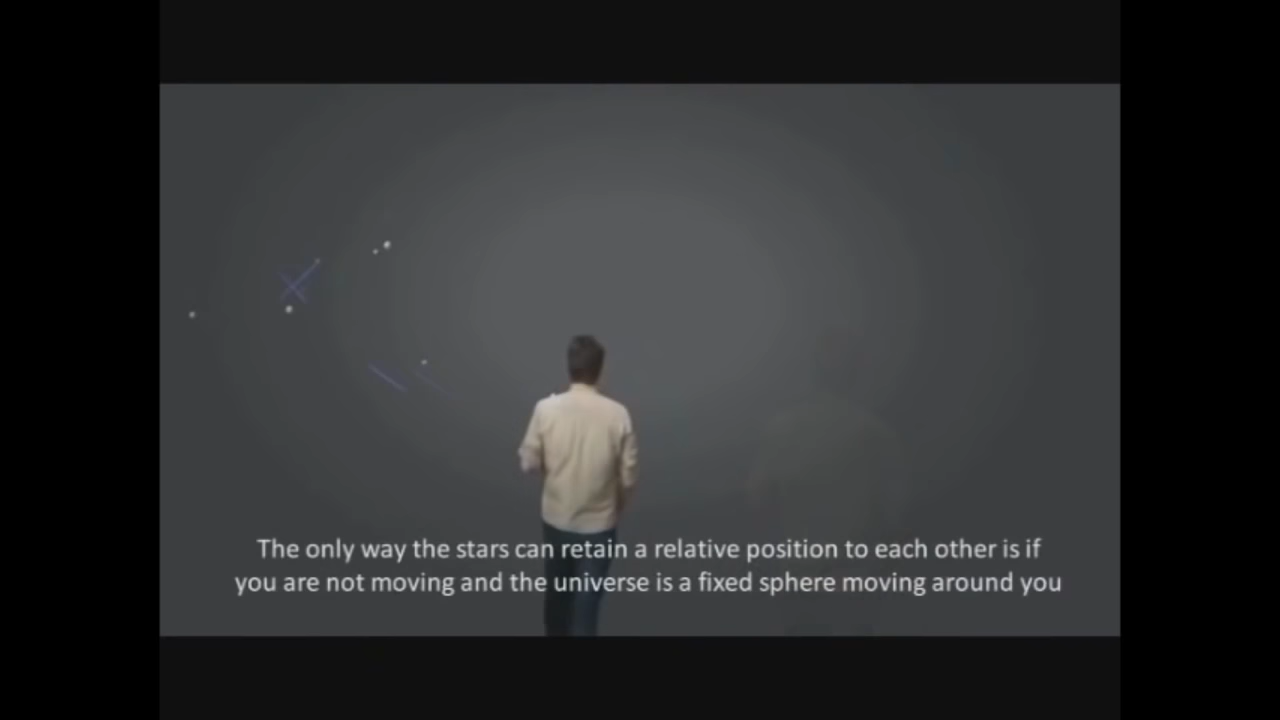 The only way the stars can retain a relative position to each other is if
you are not moving and the universe is a fixed sphere moving around you